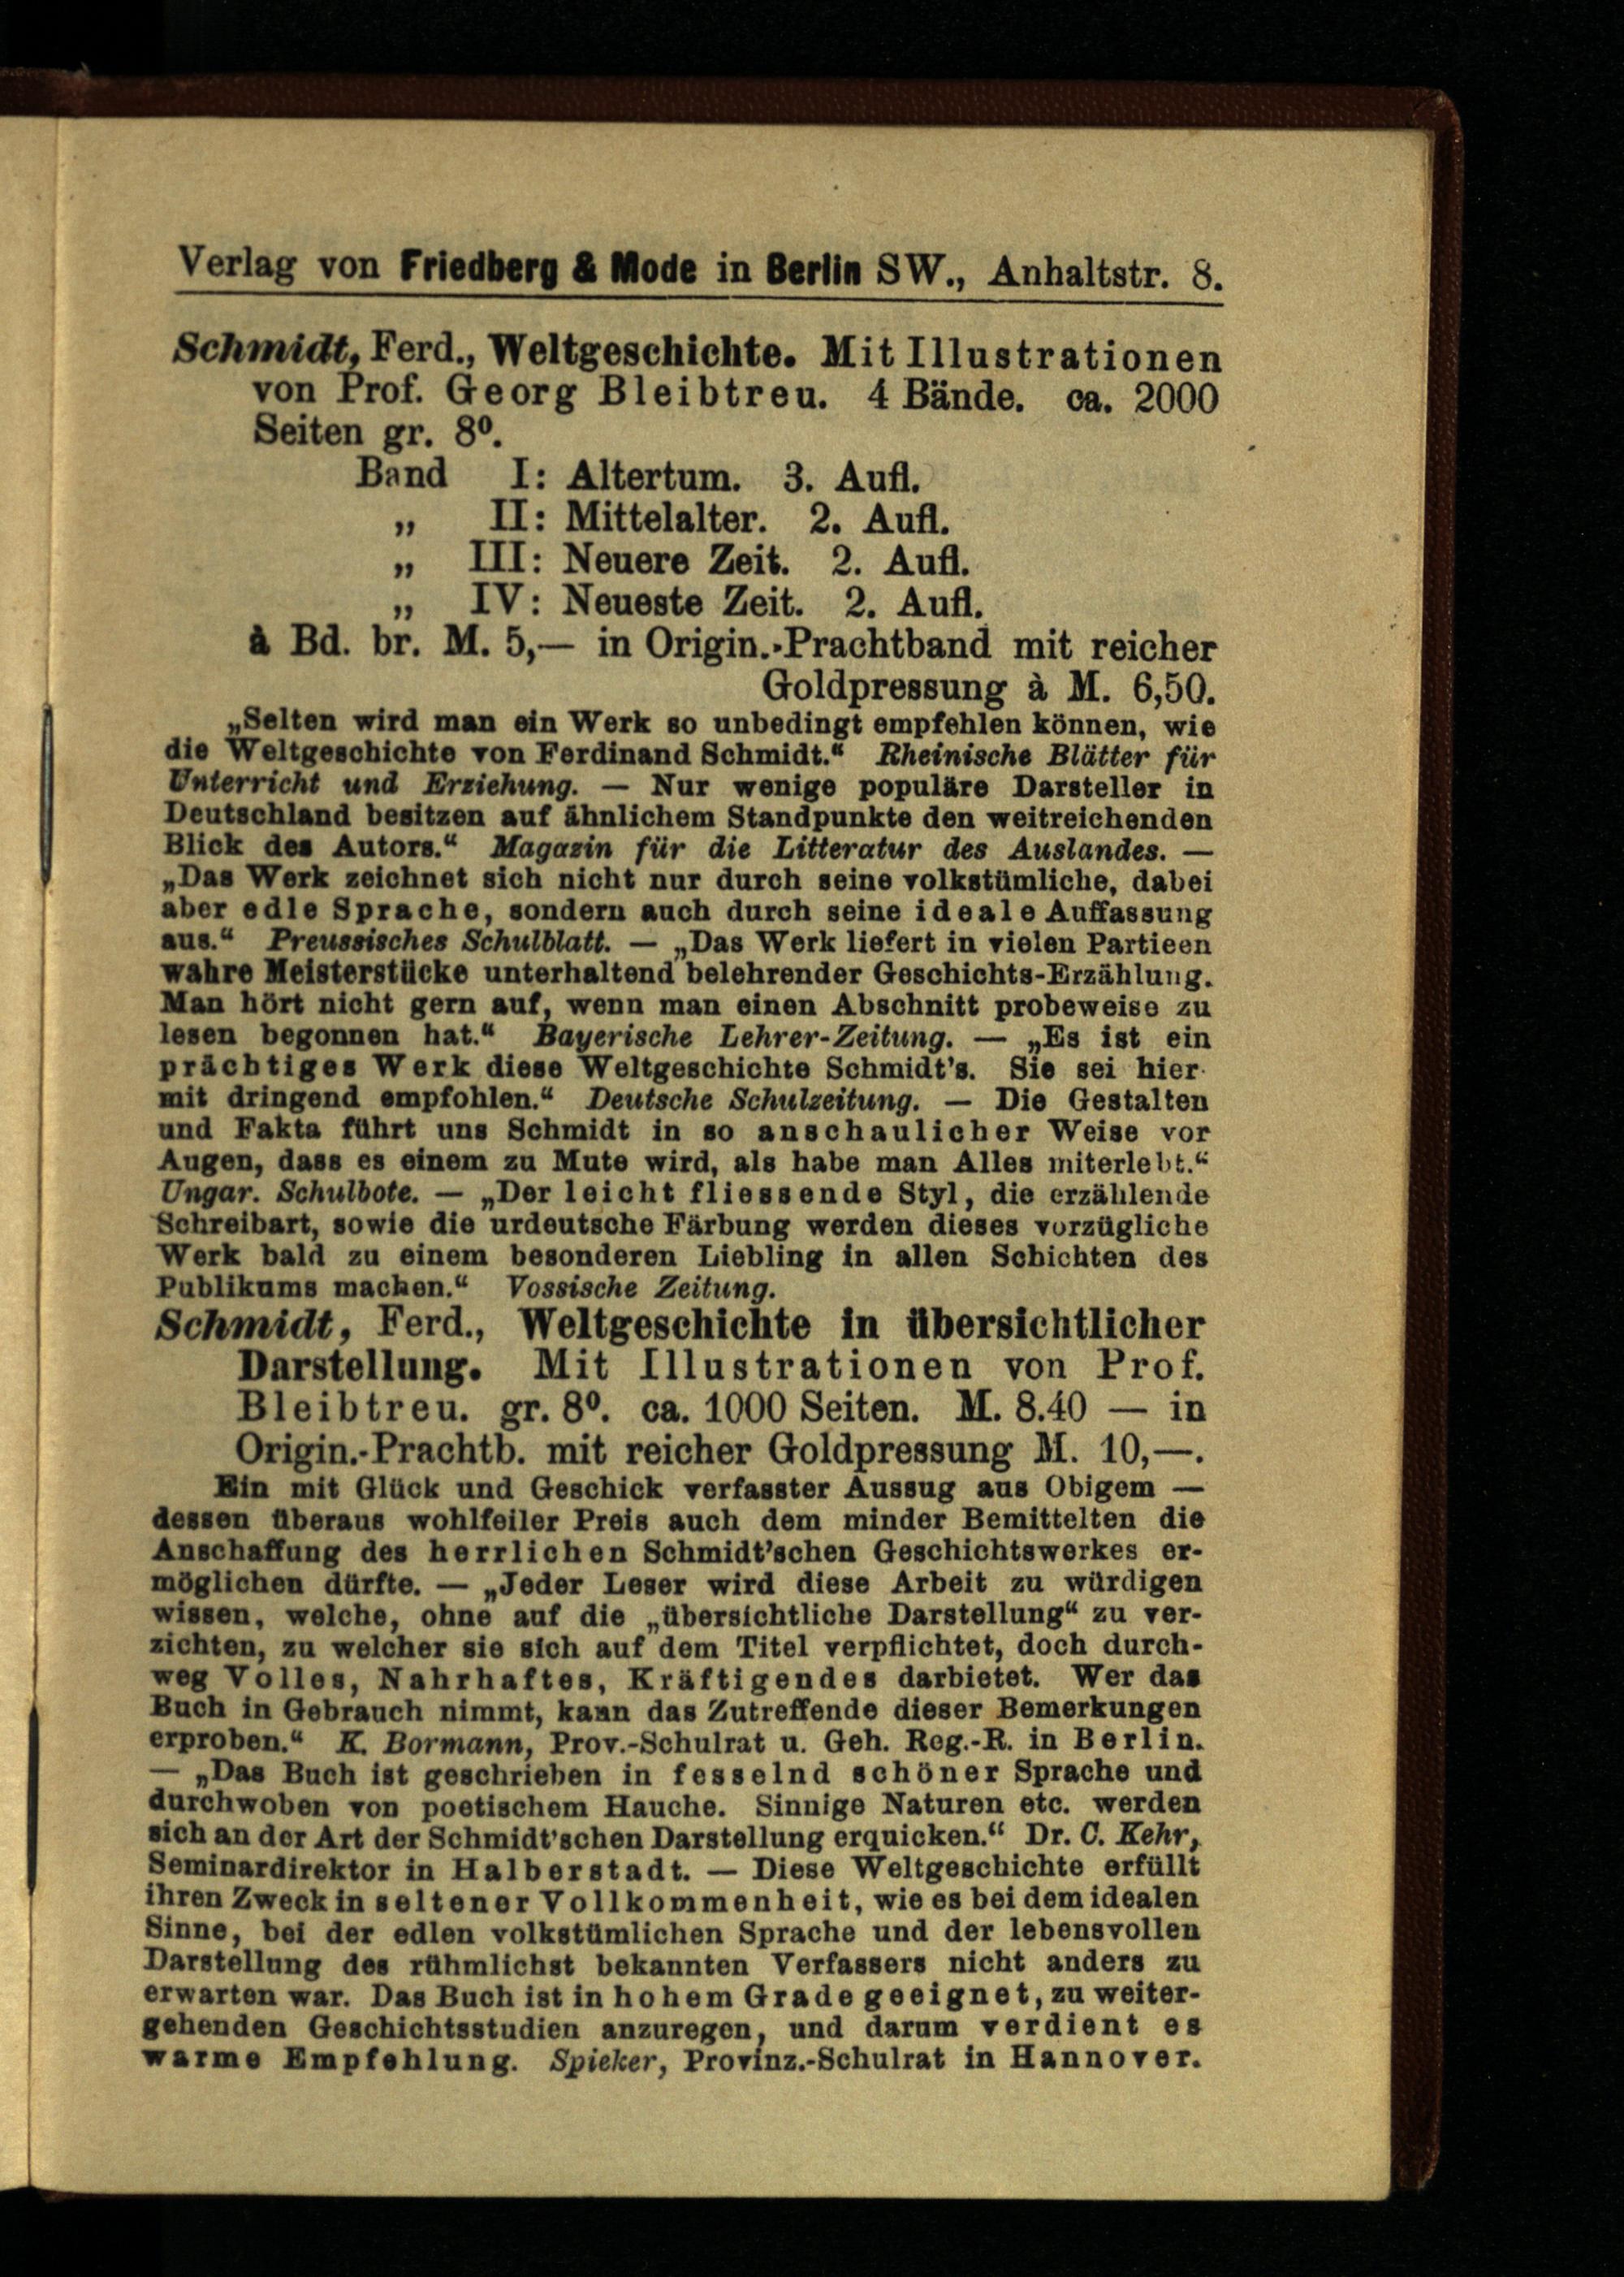 Verlag von Friedberg & Mode in Berlin SW., Anhaltstr. 8.
Schmidt, Ferd., Weltgeschichte. Mit Illustrationen
von Prof. Georg Bleibtreu. 4 Bände. ca. 2000
Seiten gr. 8⁰.
Band I: Altertum. 3. Aufl.
„ II: Mittelalter. 2. Aufl.
„ III: Neuere Zeit. 2. Aufl.
„ IV: Neueste Zeit. 2. Aufl.
à Bd. br. M. 5,— in Origin.-Prachtband mit reicher
Goldpressung à M. 6,50.
„Selten wird man ein Werk so unbedingt empfehlen können, wie
die Weltgeschichte von Ferdinand Schmidt.“ Rheinische Blätter für
Unterricht und Erziehung. — Nur wenige populäre Darsteller in
Deutschland besitzen auf ähnlichem Standpunkte den weitreichenden
Blick des Autors.“ Magazin für die Litteratur des Auslandes. —
„Das Werk zeichnet sich nicht nur durch seine volkstümliche, dabei
aber edle Sprache, sondern auch durch seine ideale Auffassung
aus.“ Preussisches Schulblatt. — „Das Werk liefert in vielen Partieen
wahre Meisterstücke unterhaltend belehrender Geschichts-Erzählung.
Man hört nicht gern auf, wenn man einen Abschnitt probeweise zu
lesen begonnen hat.“ Bayerische Lehrer-Zeitung. — „Es ist ein
prächtiges Werk diese Weltgeschichte Schmidt's. Sie sei hier-
mit dringend empfohlen.“ Deutsche Schulzeitung. — Die Gestalten
und Fakta führt uns Schmidt in so anschaulicher Weise vor
Augen, dass es einem zu Mute wird, als habe man Alles miterlebt.“
Ungar. Schulbote. — „Der leicht fliessende Styl, die erzählende
Schreibart, sowie die urdeutsche Färbung werden dieses vorzügliche
Werk bald zu einem besonderen Liebling in allen Schichten des
Publikums machen.“ Vossische Zeitung.
Schmidt, Ferd., Weltgeschichte in übersichtlicher
Darstellung. Mit Illustrationen von Prof.
Bleibtreu. gr. 8⁰. ca. 1000 Seiten. M. 8.40 — in
Origin.-Prachtb. mit reicher Goldpressung M. 10,—.
Ein mit Glück und Geschick verfasster Aussug aus Obigem —
dessen überaus wohlfeiler Preis auch dem minder Bemittelten die
Anschaffung des herrlichen Schmidt'schen Geschichtswerkes er-
möglichen dürfte. — „Jeder Leser wird diese Arbeit zu würdigen
wissen, welche, ohne auf die „übersichtliche Darstellung“ zu ver-
zichten, zu welcher sie sich auf dem Titel verpflichtet, doch durch-
weg Volles, Nahrhaftes, Kräftigendes darbietet. Wer das
Buch in Gebrauch nimmt, kann das Zutreffende dieser Bemerkungen
erproben.“ K. Bormann, Prov.-Schulrat u. Geh. Reg.-R. in Berlin.
— „Das Buch ist geschrieben in fesselnd schöner Sprache und
durchwoben von poetischem Hauche. Sinnige Naturen etc. werden
sich an der Art der Schmidt'schen Darstellung erquicken.“ Dr. C. Kehr,
Seminardirektor in Halberstadt. — Diese Weltgeschichte erfüllt
ihren Zweck in seltener Vollkommenheit, wie es bei dem idealen
Sinne, bei der edlen volkstümlichen Sprache und der lebensvollen
Darstellung des rühmlichst bekannten Verfassers nicht anders zu
erwarten war. Das Buch ist in hohem Grade geeignet, zu weiter-
gehenden Geschichtsstudien anzuregen, und darum verdient es
warme Empfehlung. Spieker, Provinz.-Schulrat in Hannover.